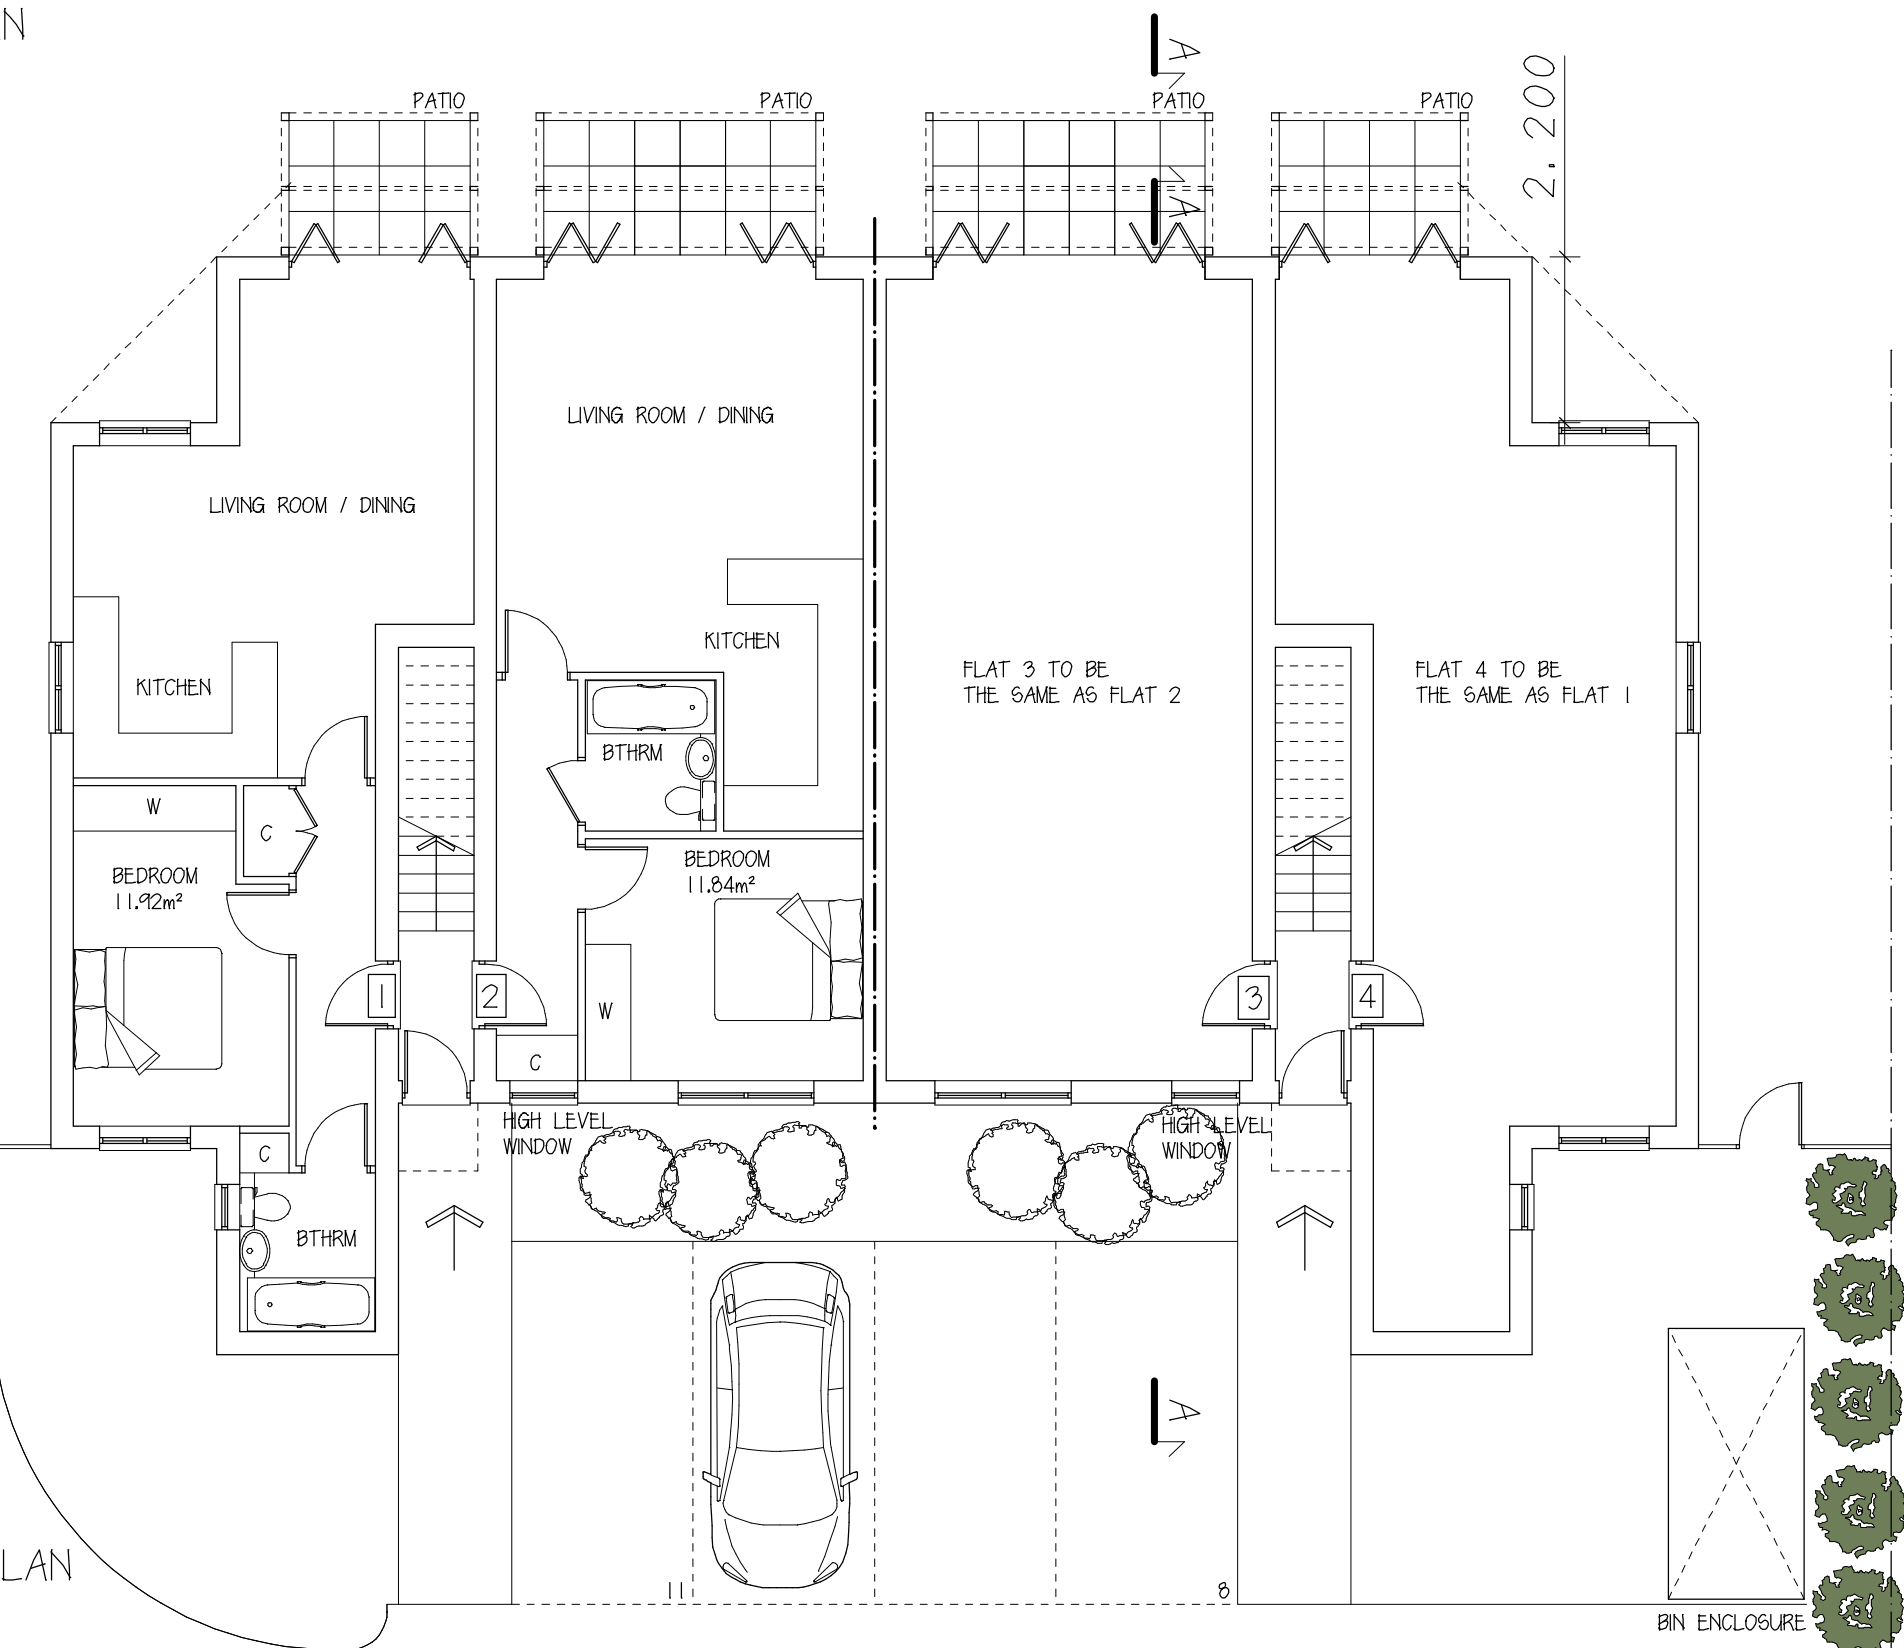 AN
A
PATIO
PATIO
PATIO
PATIO
2.200
A
LIVING ROOM / DINING
LIVING ROOM / DINING
KITCHEN
KITCHEN
FLAT 3 TO BE
THE SAME AS FLAT 2
FLAT 4 TO BE
THE SAME AS FLAT 1
BTHRM
W
C
BEDROOM
11.92m²
BEDROOM
11.84m²
W
1
2
3
4
C
HIGH LEVEL
WINDOW
HIGH LEVEL
WINDOW
C
BTHRM
A
LAN
11
8
BIN ENCLOSURE